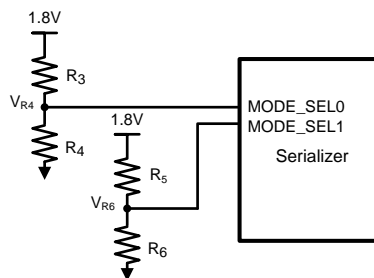 1.8V
R3
VR4
R4
MODE_SEL0
MODE_SEL1
Serializer
1.8V
R5
VR6
R6